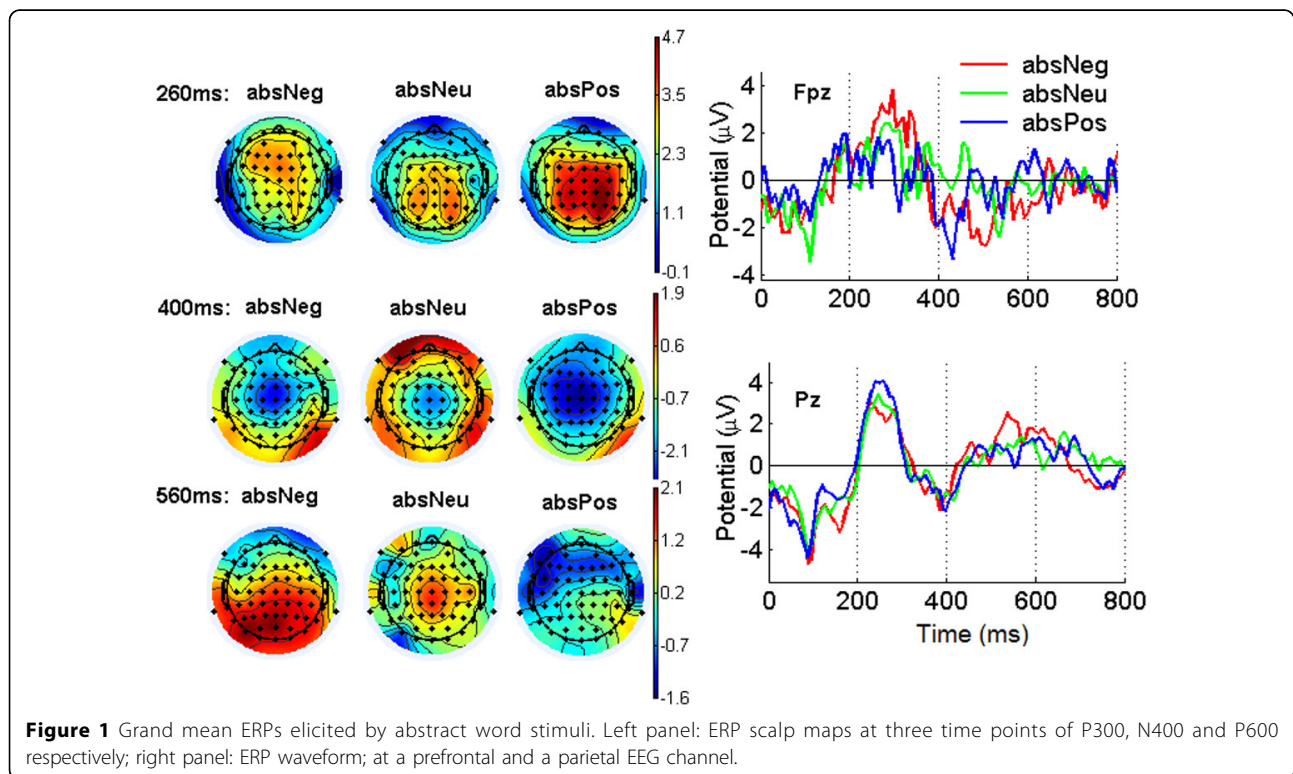 260ms: absNeg absNeu absPos
4.7
3.5
2.3
1.1
-0.1
400ms: absNeg absNeu absPos
1.9
0.6
-0.7
-2.1
560ms: absNeg absNeu absPos
2.1
1.2
0.2
-0.7
-1.6
absNeg
absNeu
absPos
Fpz
Potential (μV)
4
2
0
-2
-4
0 200 400 600 800
Pz
Potential (μV)
4
2
0
-2
-4
0 200 400 600 800
Time (ms)
Figure 1 Grand mean ERPs elicited by abstract word stimuli. Left panel: ERP scalp maps at three time points of P300, N400 and P600
respectively; right panel: ERP waveform; at a prefrontal and a parietal EEG channel.